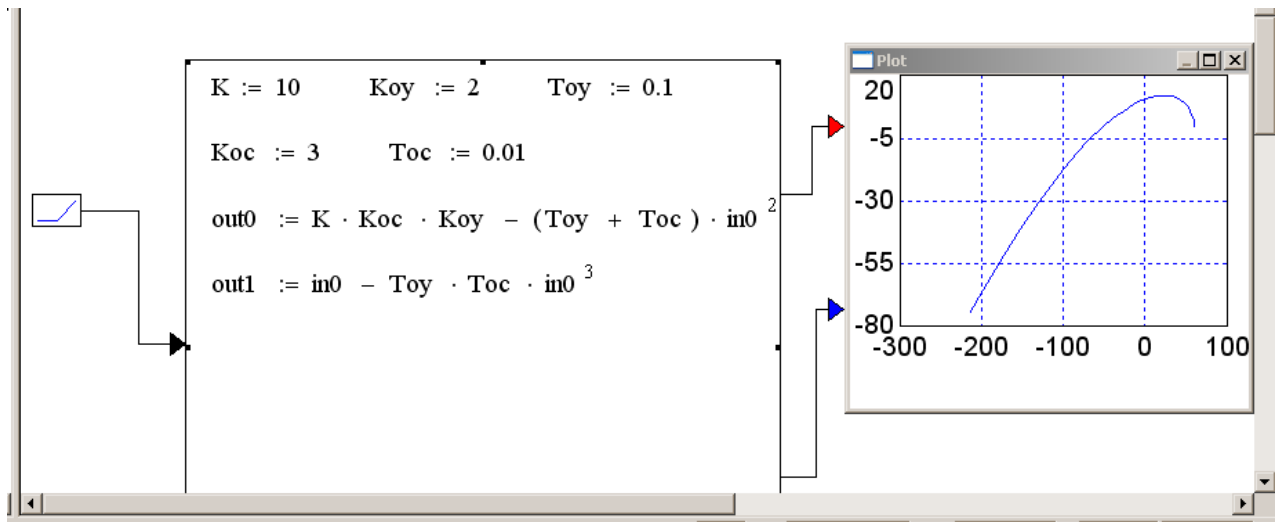 K := 10 Koy := 2 Toy := 0.1
Koc := 3 Toc := 0.01
out0 := K · Koc · Koy − (Toy + Toc ) · in0 ²
out1 := in0 − Toy · Toc · in0 ³
Plot
20
-5
-30
-55
-80
-300 -200 -100 0 100